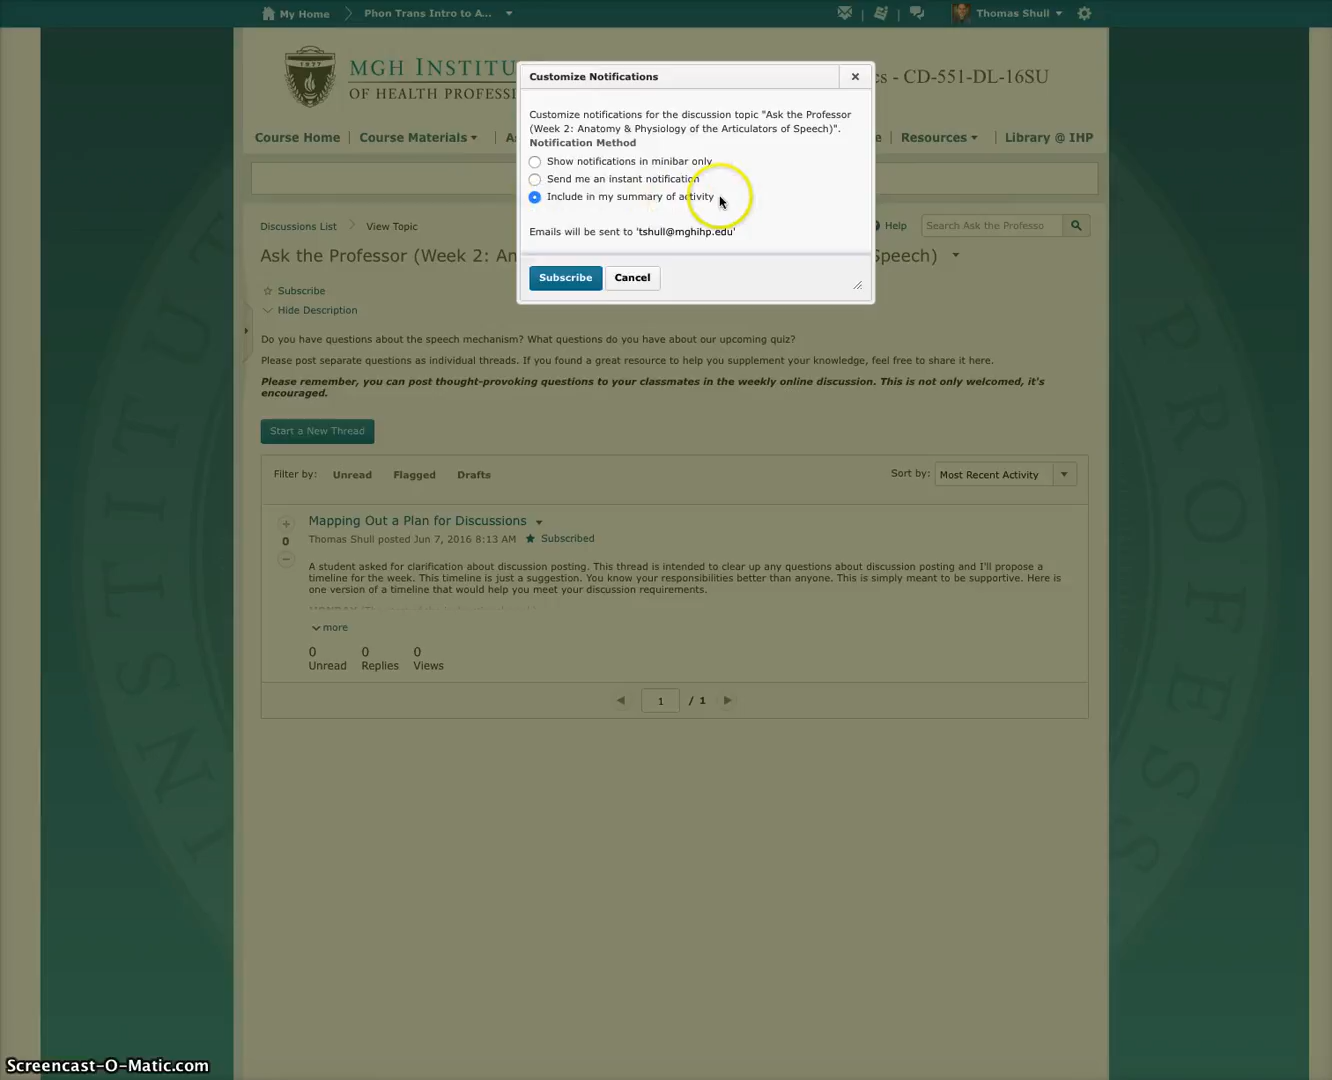 My Home
Phon Trans Intro to A...
Thomas Shull
MGH INSTITU
OF HEALTH PROFES
ics - CD-551-DL-16SU
Course Home
Course Materials
Resources
Library @ IHP
Customize Notifications
Customize notifications for the discussion topic "Ask the Professor
(Week 2: Anatomy & Physiology of the Articulators of Speech)".
Notification Method
Show notifications in minibar only
Send me an instant notification
Include in my summary of activity
Emails will be sent to 'tshull@mghihp.edu'
Subscribe
Cancel
Discussions List
View Topic
Help
Search Ask the Professo
Ask the Professor (Week 2: An
Speech)
Subscribe
Hide Description
Do you have questions about the speech mechanism? What questions do you have about our upcoming quiz?
Please post separate questions as individual threads. If you found a great resource to help you supplement your knowledge, feel free to share it here.
Please remember, you can post thought-provoking questions to your classmates in the weekly online discussion. This is not only welcomed, it's
encouraged.
Start a New Thread
Filter by: Unread Flagged Drafts
Sort by: Most Recent Activity
Mapping Out a Plan for Discussions
0
Thomas Shull posted Jun 7, 2016 8:13 AM
Subscribed
A student asked for clarification about discussion posting. This thread is intended to clear up any questions about discussion posting and I'll propose a
timeline for the week. This timeline is just a suggestion. You know your responsibilities better than anyone. This is simply meant to be supportive. Here is
one version of a timeline that would help you meet your discussion requirements.
more
0 0 0
Unread Replies Views
1 / 1
Screencast-O-Matic.com